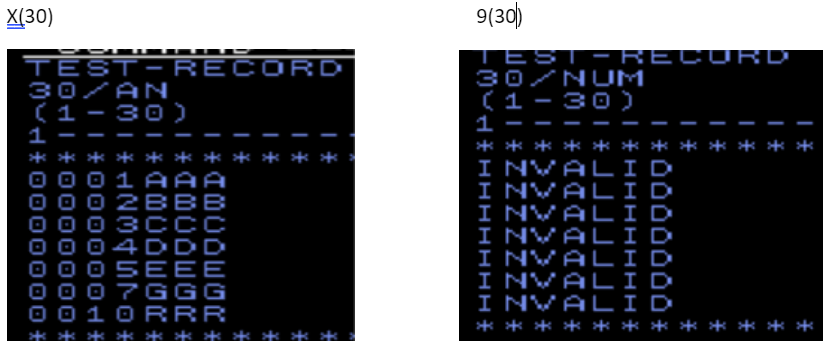 X(30)
9(30)
COMMAND
TEST-RECORD
30/AN
(1-30)
1-----------
* * * * * * * * * * *
0001AAA
0002BBB
0003CCC
0004DDD
0005EEE
0007GGG
0010RRR
* * * * * * * * * * *
TEST-RECORD
30/NUM
(1-30)
1-----------
* * * * * * * * * * * *
INVALID
INVALID
INVALID
INVALID
INVALID
INVALID
INVALID
* * * * * * * * * * * *